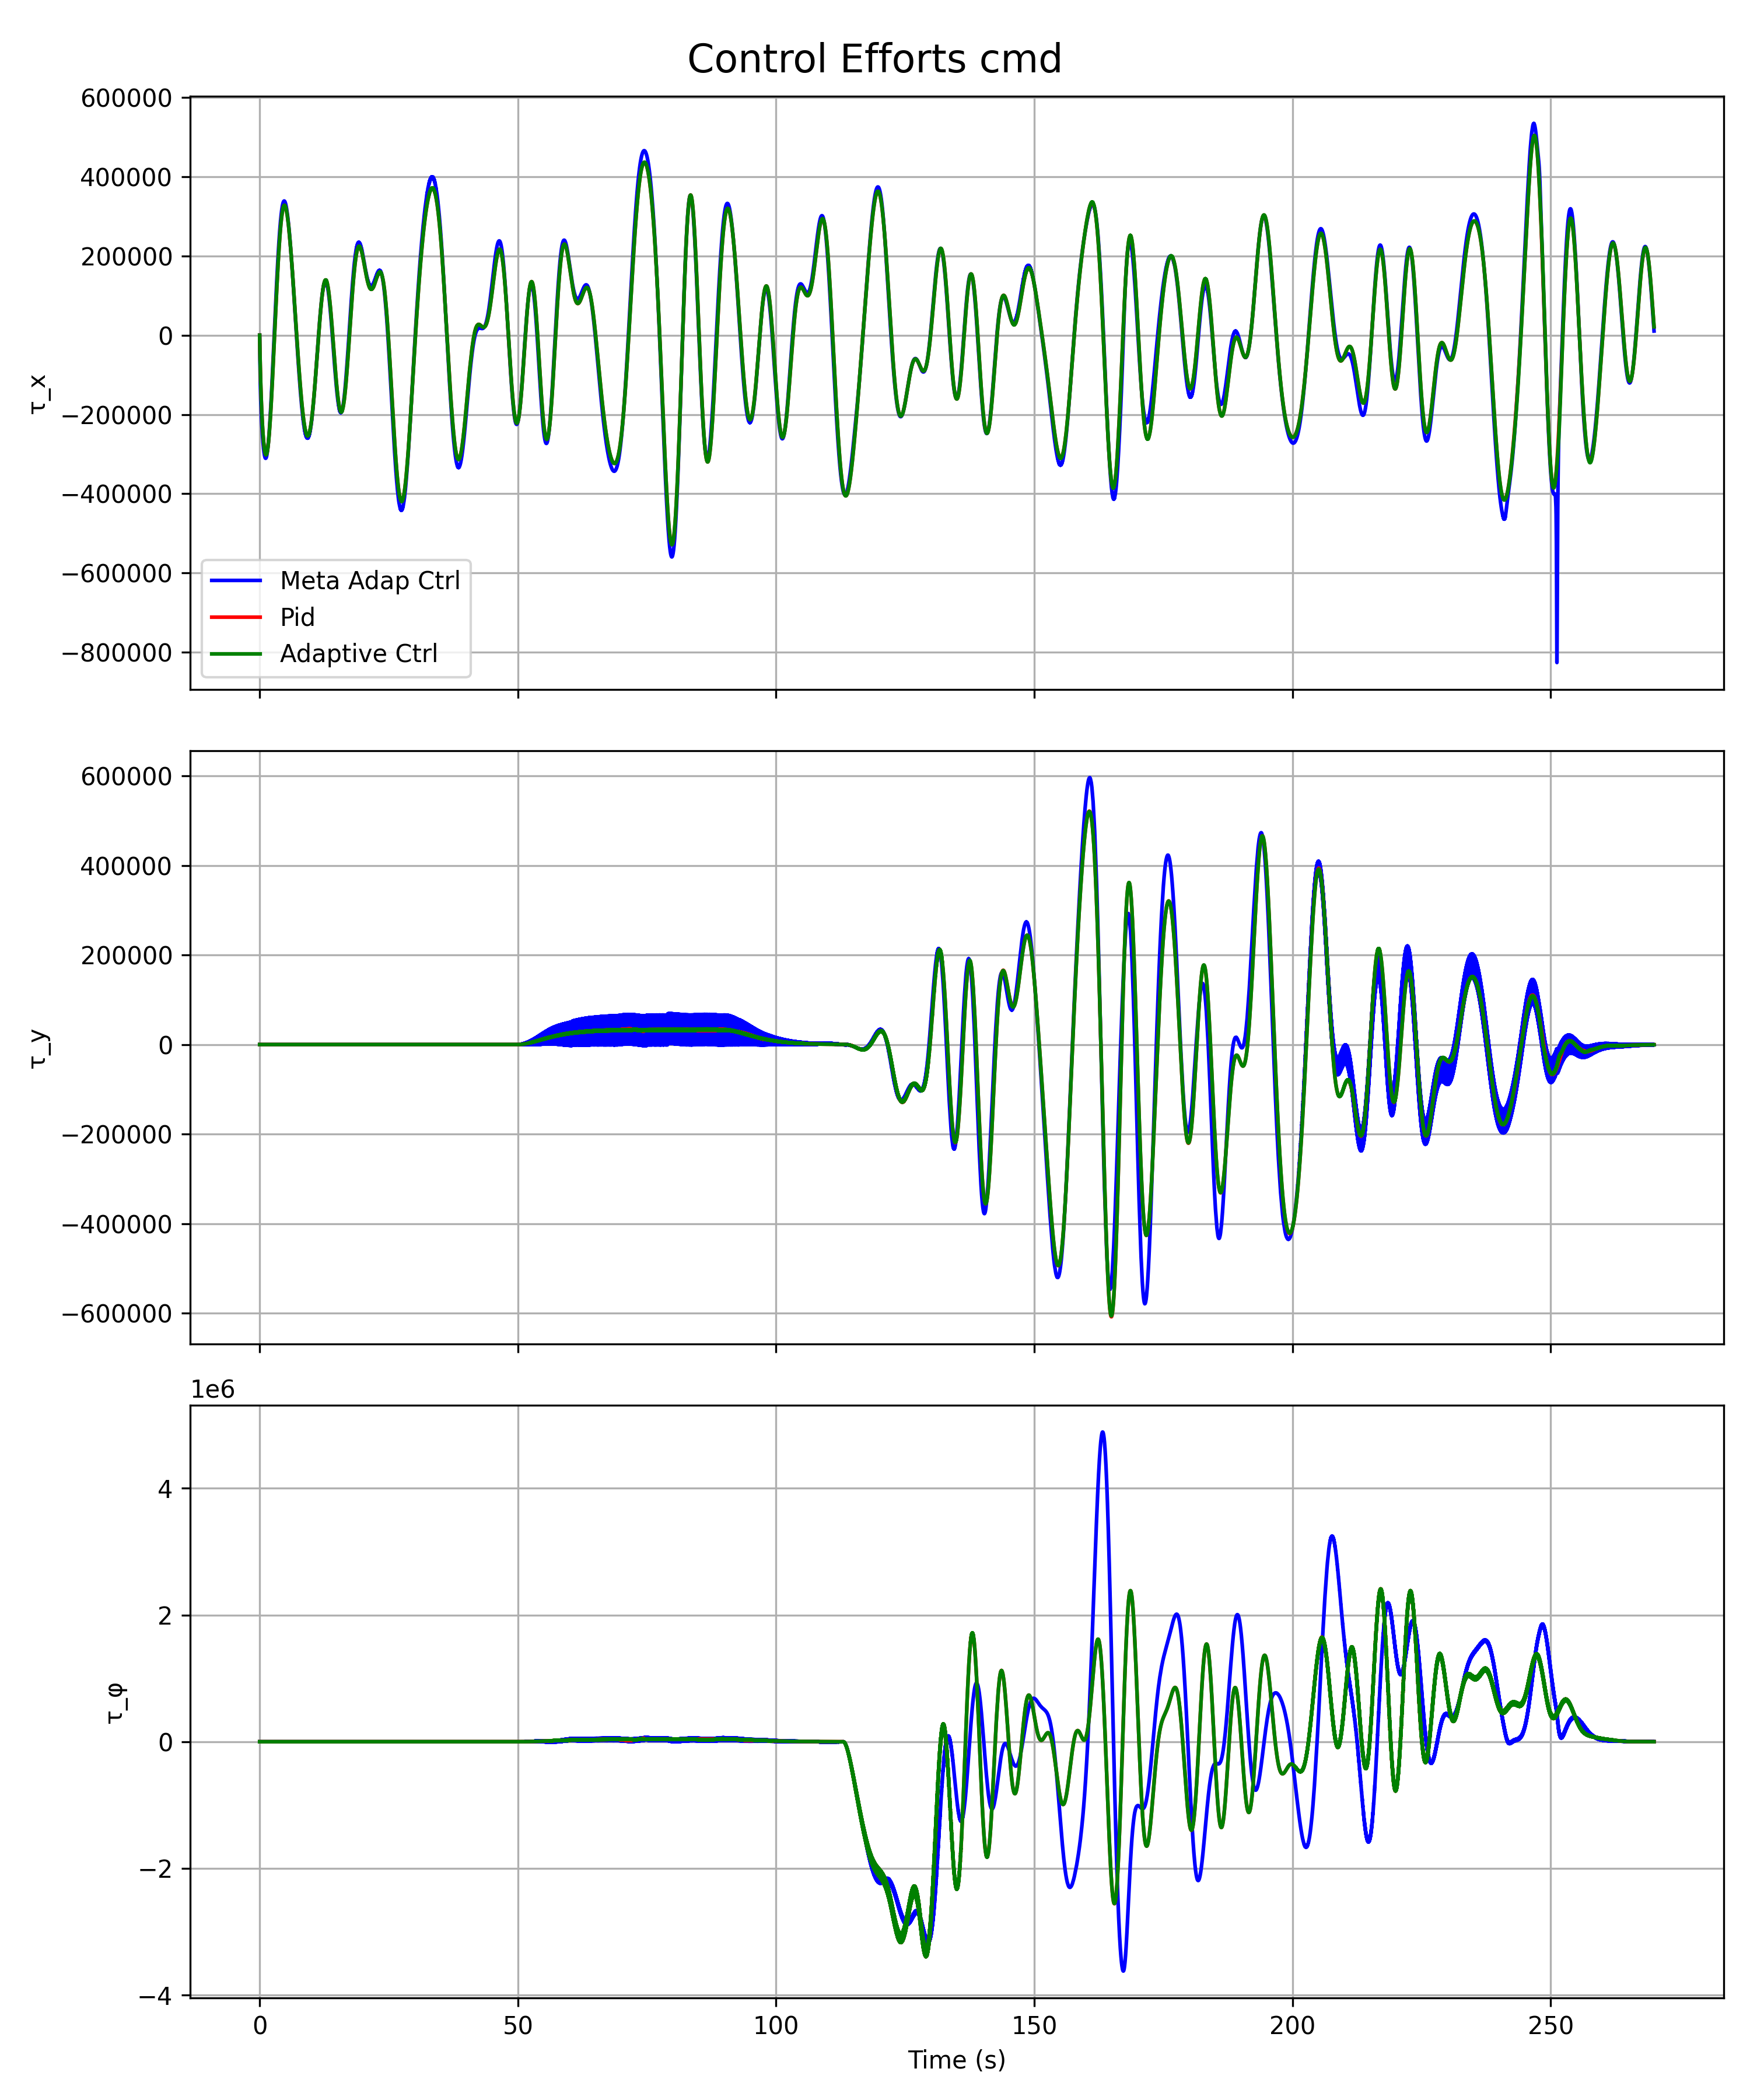 Control Efforts cmd
600000
400000
200000
0
−200000
−400000
−600000
−800000
τ_x
Meta Adap Ctrl
Pid
Adaptive Ctrl
600000
400000
200000
0
−200000
−400000
−600000
τ_y
1e6
4
2
0
−2
−4
τ_φ
0 50 100 150 200 250
Time (s)